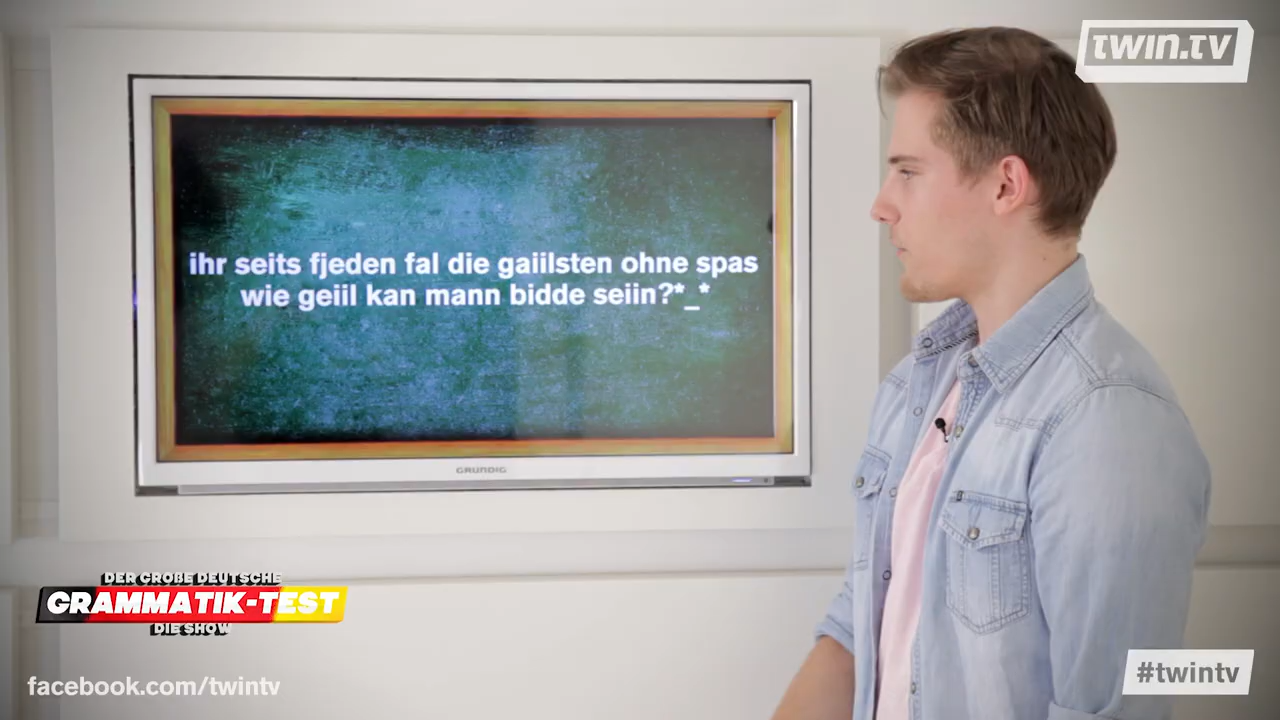 twin.tv
ihr seits fjeden fal die gaiilsten ohne spas
wie geiil kan mann bidde seiin?*_*
GRUNDIG
DER GROßE DEUTSCHE
GRAMMATIK-TEST
DIE SHOW
facebook.com/twintv
#twintv